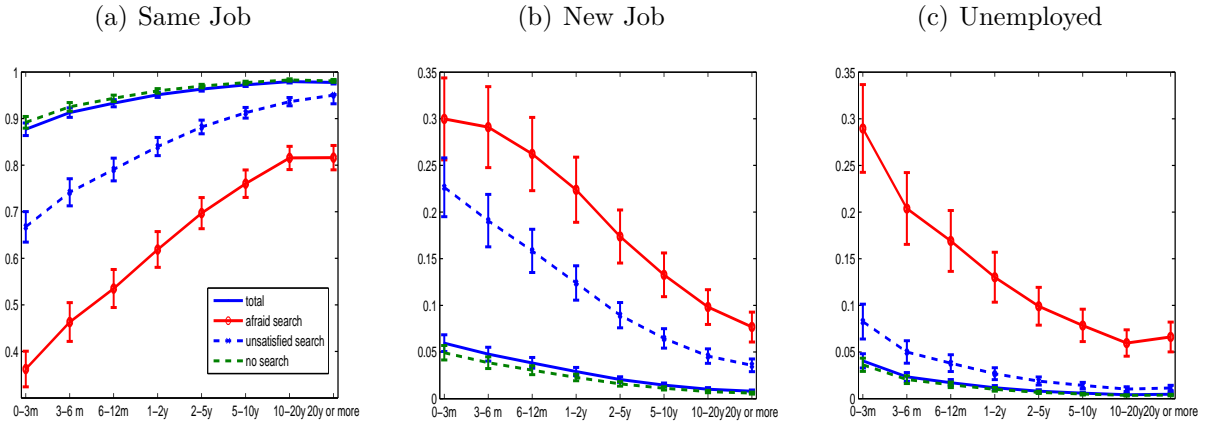 (a) Same Job
1
0.9
0.8
0.7
0.6
0.5
0.4
0−3m 3−6 m 6−12m 1−2y 2−5y 5−10y 10−20y 20y or more
total
afraid search
unsatisfied search
no search
(b) New Job
0.35
0.3
0.25
0.2
0.15
0.1
0.05
0
0−3m 3−6 m 6−12m 1−2y 2−5y 5−10y 10−20y 20y or more
(c) Unemployed
0.35
0.3
0.25
0.2
0.15
0.1
0.05
0
0−3m 3−6 m 6−12m 1−2y 2−5y 5−10y 10−20y 20y or more